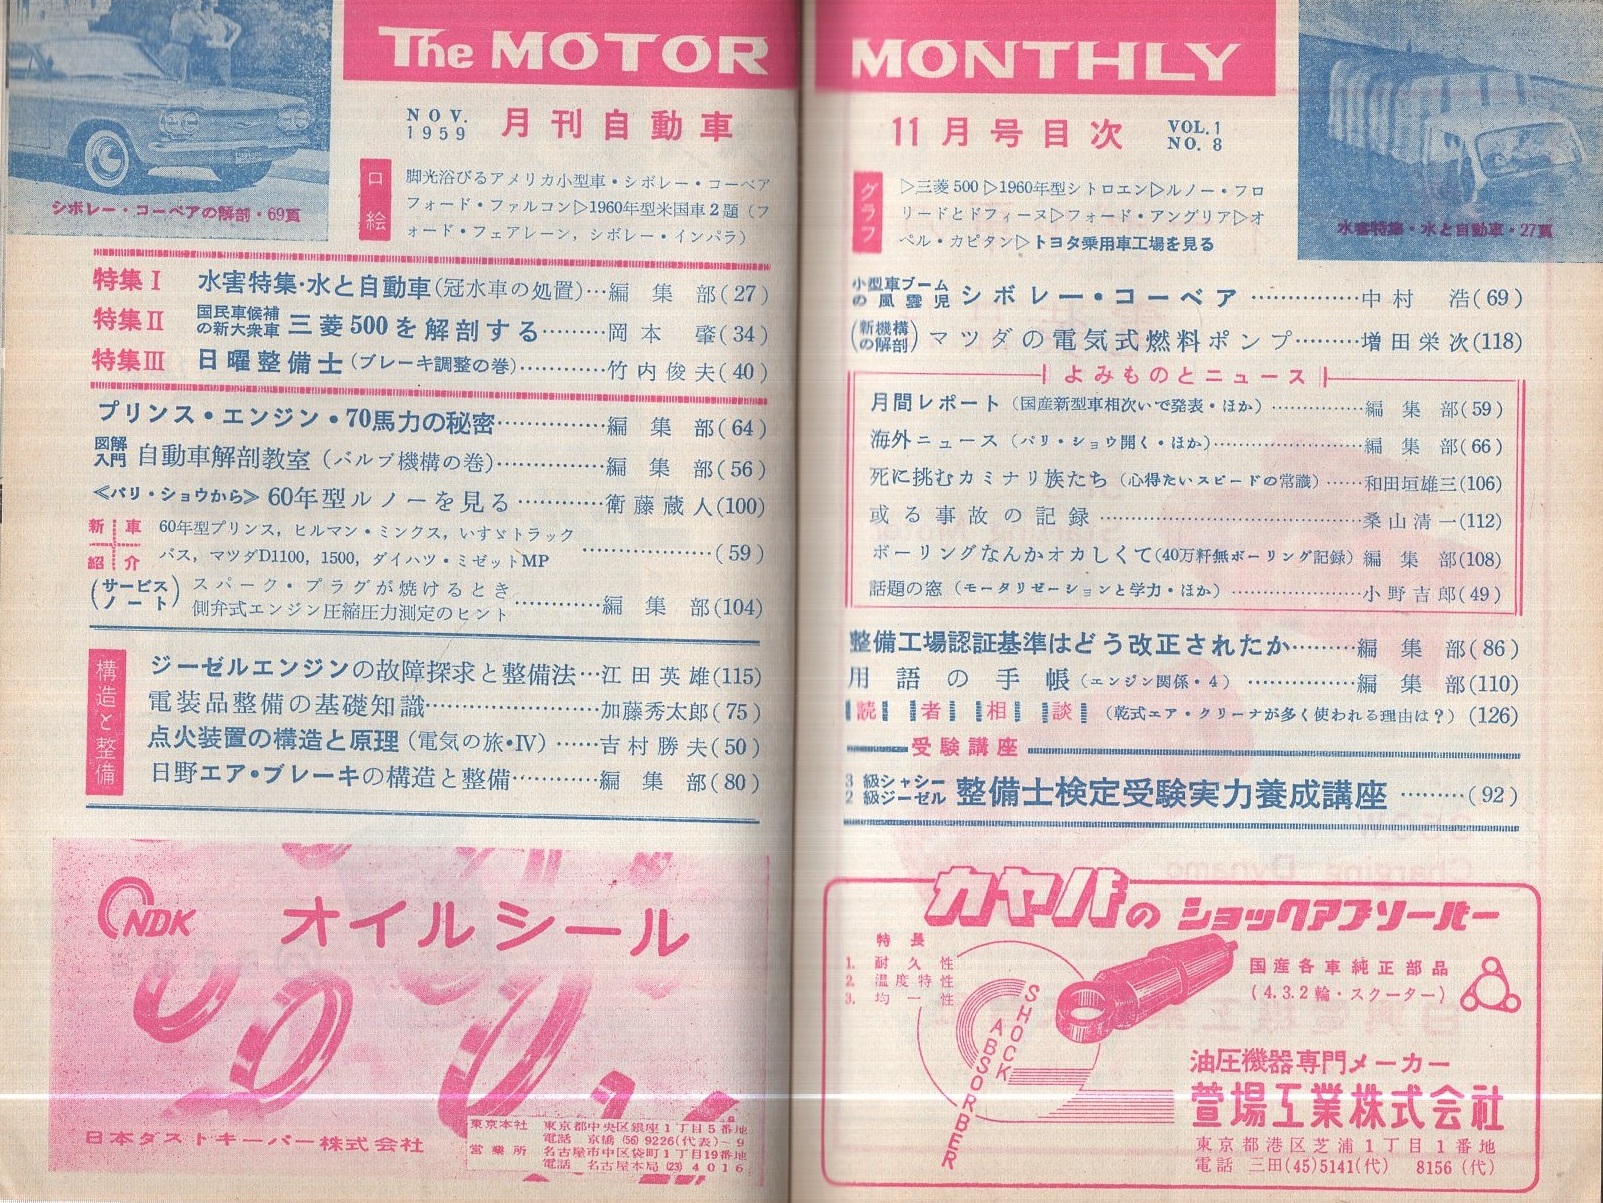 The MOTOR MONTHLY
NOV.
1959
月刊自動車
11月号目次
VOL.1
NO. 8
シボレー・コーベアの解剖・69頁
口絵
脚光浴びるアメリカ小型車・シボレー・コーベア
フォード・ファルコン▷1960年型米国車2題(フ
ォード・フェアレーン,シボレー・インパラ)
特集Ⅰ 水害特集・水と自動車(冠水車の処置)…編集部(27)
特集Ⅱ 国民車候補の新大衆車 三菱500を解剖する………岡本肇(34)
特集Ⅲ 日曜整備士(ブレーキ調整の巻)…………竹内俊夫(40)
プリンス・エンジン・70馬力の秘密……………編集部(64)
図解入門 自動車解剖教室(バルブ機構の巻)……………編集部(56)
≪パリ・ショウから≫60年型ルノーを見る…………衛藤蔵人(100)
新車紹介
60年型プリンス,ヒルマン・ミンクス,いすゞトラック
バス,マツダD1100,1500,ダイハツ・ミゼットMP………………(59)
(サービスノート)
スパーク・プラグが焼けるとき
側弁式エンジン圧縮圧力測定のヒント…………編集部(104)
構造と整備
ジーゼルエンジンの故障探求と整備法…江田英雄(115)
電装品整備の基礎知識……………………加藤秀太郎(75)
点火装置の構造と原理(電気の旅・Ⅳ)……吉村勝夫(50)
日野エア・ブレーキの構造と整備…………編集部(80)
NDK
オイルシール
日本ダストキーパー株式会社
東京本社 東京都中央区銀座1丁目5番地
電話 京橋(56)9226(代表)~9
営業所 名古屋市中区袋町1丁目19番地
電話 名古屋本局(23)4016
グラフ
▷三菱500▷1960年型シトロエン▷ルノー・フロ
リードとドフィーヌ▷フォード・アングリア▷オ
ペル・カピタン▷トヨタ乗用車工場を見る
水害特集・水と自動車・27頁
小型車ブームの風雲児 シボレー・コーベア……………中村浩(69)
(新機構の解剖) マツダの電気式燃料ポンプ………増田栄次(118)
よみものとニュース
月間レポート(国産新型車相次いで発表・ほか)……………編集部(59)
海外ニュース(パリ・ショウ開く・ほか)……………………編集部(66)
死に挑むカミナリ族たち(心得たいスピードの常識)……和田垣雄三(106)
或る事故の記録……………………………………桑山清一(112)
ボーリングなんかオカしくて(40万粁無ボーリング記録)編集部(108)
話題の窓(モータリゼーションと学力・ほか)…………………小野吉郎(49)
整備工場認証基準はどう改正されたか………編集部(86)
用語の手帳(エンジン関係・4)……………編集部(110)
読者相談(乾式エア・クリーナが多く使われる理由は?)(126)
受験講座
3級シャシー
2級ジーゼル 整備士検定受験実力養成講座………(92)
カヤバのショックアブソーバー
特長
1. 耐久性
2. 温度特性
3. 均一性
SHOCK ABSORBER
国産各車純正部品
(4.3.2輪・スクーター)
油圧機器専門メーカー
萱場工業株式会社
東京都港区芝浦1丁目1番地
電話 三田(45)5141(代) 8156(代)